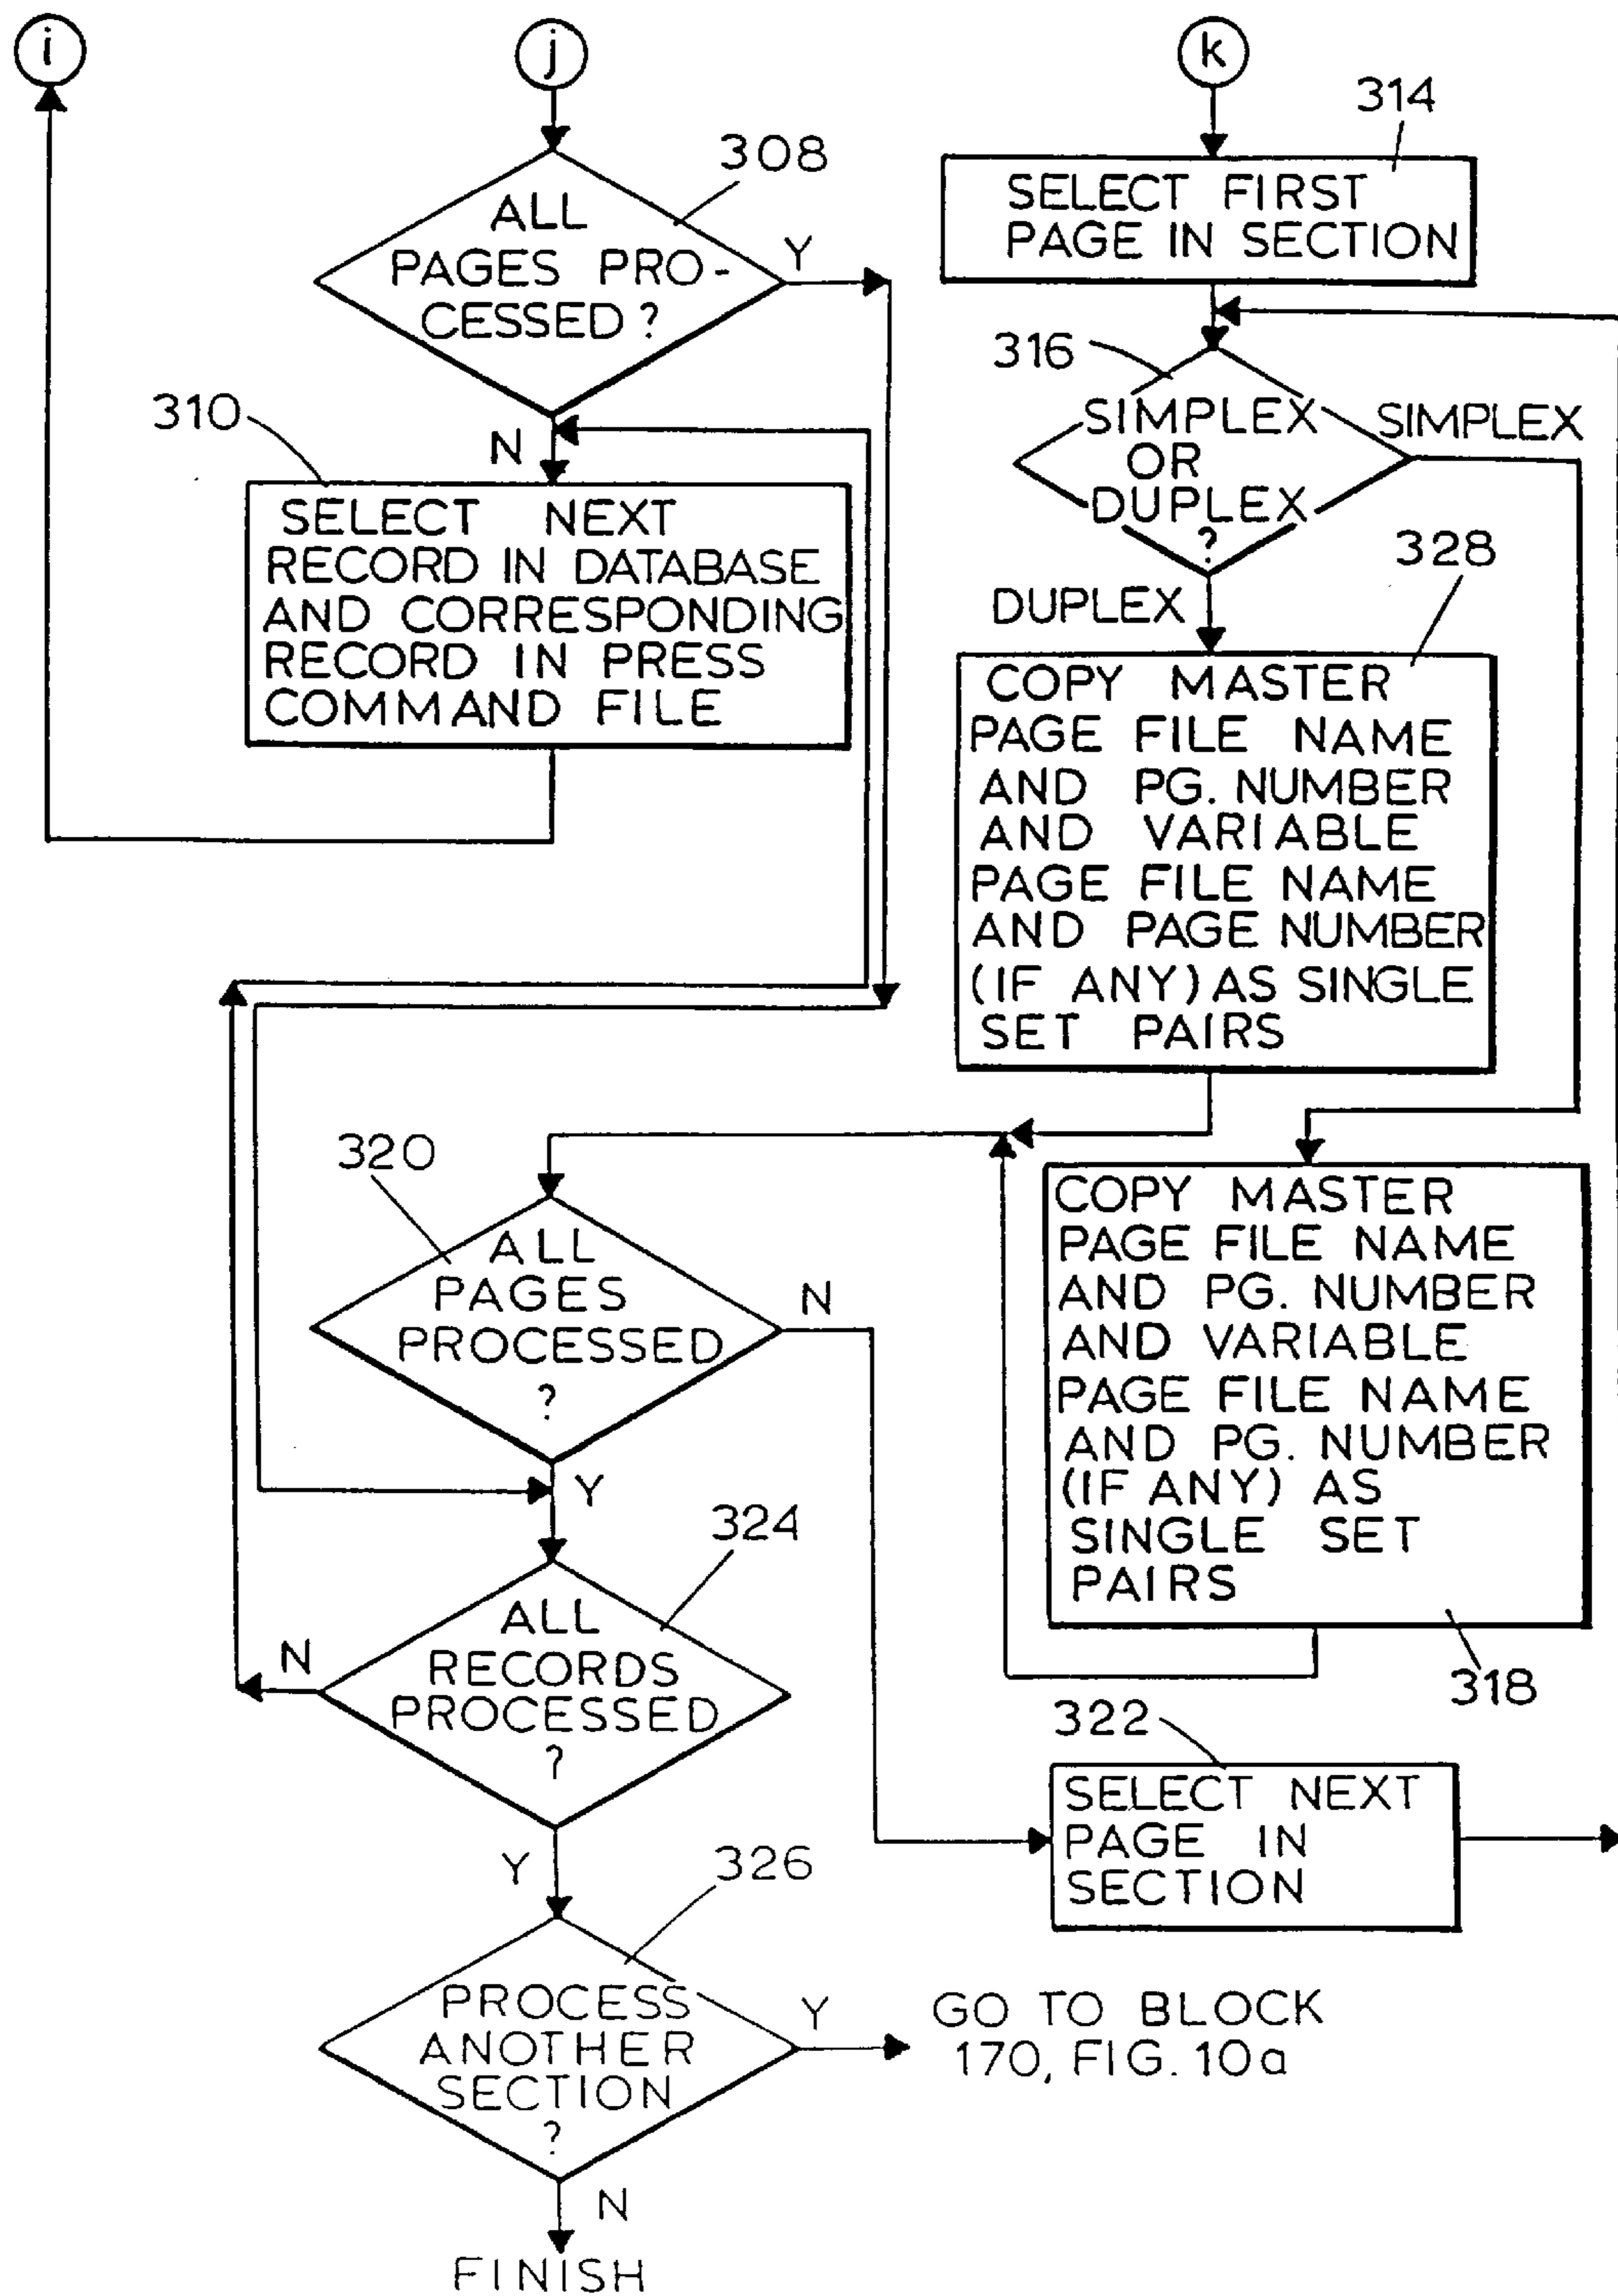 i
j
k
308
ALL
PAGES PRO-
CESSED?
Y
N
310
SELECT NEXT
RECORD IN DATABASE
AND CORRESPONDING
RECORD IN PRESS
COMMAND FILE
314
SELECT FIRST
PAGE IN SECTION
316
SIMPLEX
OR
DUPLEX
?
SIMPLEX
DUPLEX
328
COPY MASTER
PAGE FILE NAME
AND PG. NUMBER
AND VARIABLE
PAGE FILE NAME
AND PAGE NUMBER
(IF ANY) AS SINGLE
SET PAIRS
320
ALL
PAGES
PROCESSED
?
N
Y
COPY MASTER
PAGE FILE NAME
AND PG. NUMBER
AND VARIABLE
PAGE FILE NAME
AND PG. NUMBER
(IF ANY) AS
SINGLE SET
PAIRS
318
324
ALL
RECORDS
PROCESSED
?
N
Y
322
SELECT NEXT
PAGE IN
SECTION
326
PROCESS
ANOTHER
SECTION
?
Y
GO TO BLOCK
170, FIG. 10a
N
FINISH